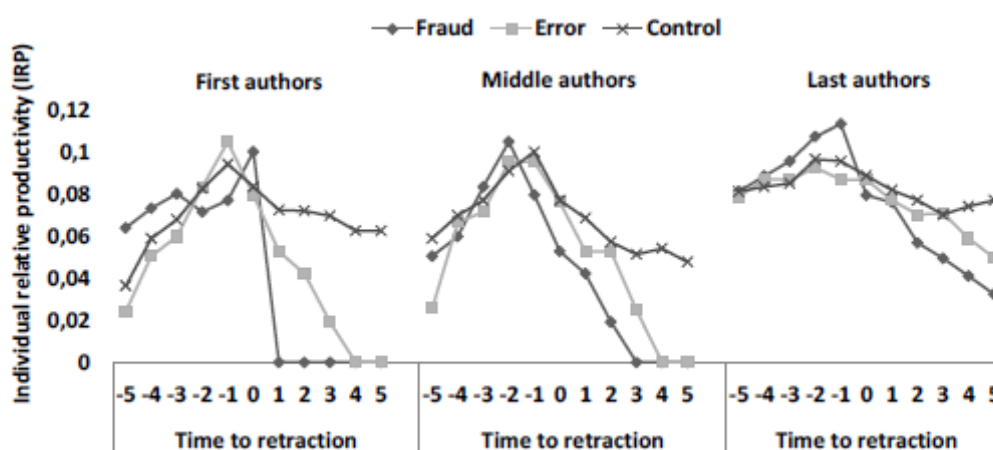 Fraud Error Control
First authors Middle authors Last authors
Individual relative productivity (IRP)
0,12
0,1
0,08
0,06
0,04
0,02
0
-5 -4 -3 -2 -1 0 1 2 3 4 5 -5 -4 -3 -2 -1 0 1 2 3 4 5 -5 -4 -3 -2 -1 0 1 2 3 4 5
Time to retraction Time to retraction Time to retraction